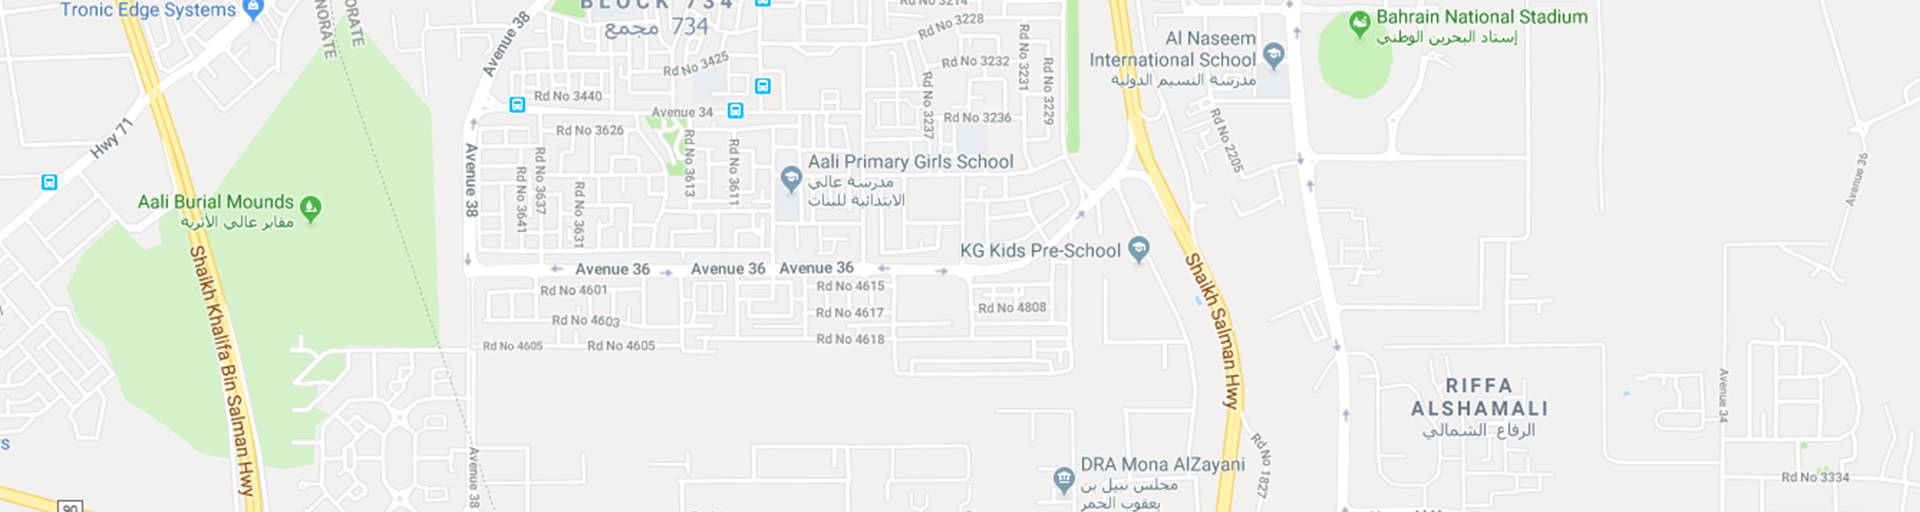 Tronic Edge Systems
NORATE
ORATE
Avenue 38
BLOCK 734
مجمع 734
Rd No 3214
Rd No 3228
Rd No 3425
Rd No 3232
Rd No 3231
Rd No 3229
Al Naseem
International School
مدرسة النسيم الدولية
Bahrain National Stadium
إستاد البحرين الوطني
Hwy 71
Rd No 3440
Avenue 34
Rd No 3626
Rd No 3237
Rd No 3236
Rd No 2205
Avenue 36
Avenue 38
Rd No 3641
Rd No 3637
Rd No 3631
Rd No 3613
Rd No 3611
Aali Primary Girls School
مدرسة عالي
الابتدائية للبنات
Aali Burial Mounds
مقابر عالي الأثرية
KG Kids Pre-School
Avenue 36
Avenue 36
Avenue 36
Shaikh Khalifa Bin Salman Hwy
Shaikh Salman Hwy
Rd No 4601
Rd No 4615
Rd No 4603
Rd No 4617
Rd No 4808
Rd No 4605
Rd No 4605
Rd No 4618
RIFFA
ALSHAMALI
الرفاع الشمالي
Avenue 34
Avenue 38
DRA Mona AlZayani
مجلس نبيل بن
يعقوب الحمر
Rd No 1827
Rd No 3334
90